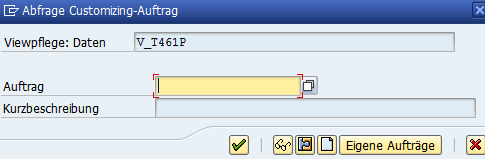 Abfrage Customizing-Auftrag
Viewpflege: Daten V_T461P
Auftrag
Kurzbeschreibung
Eigene Aufträge